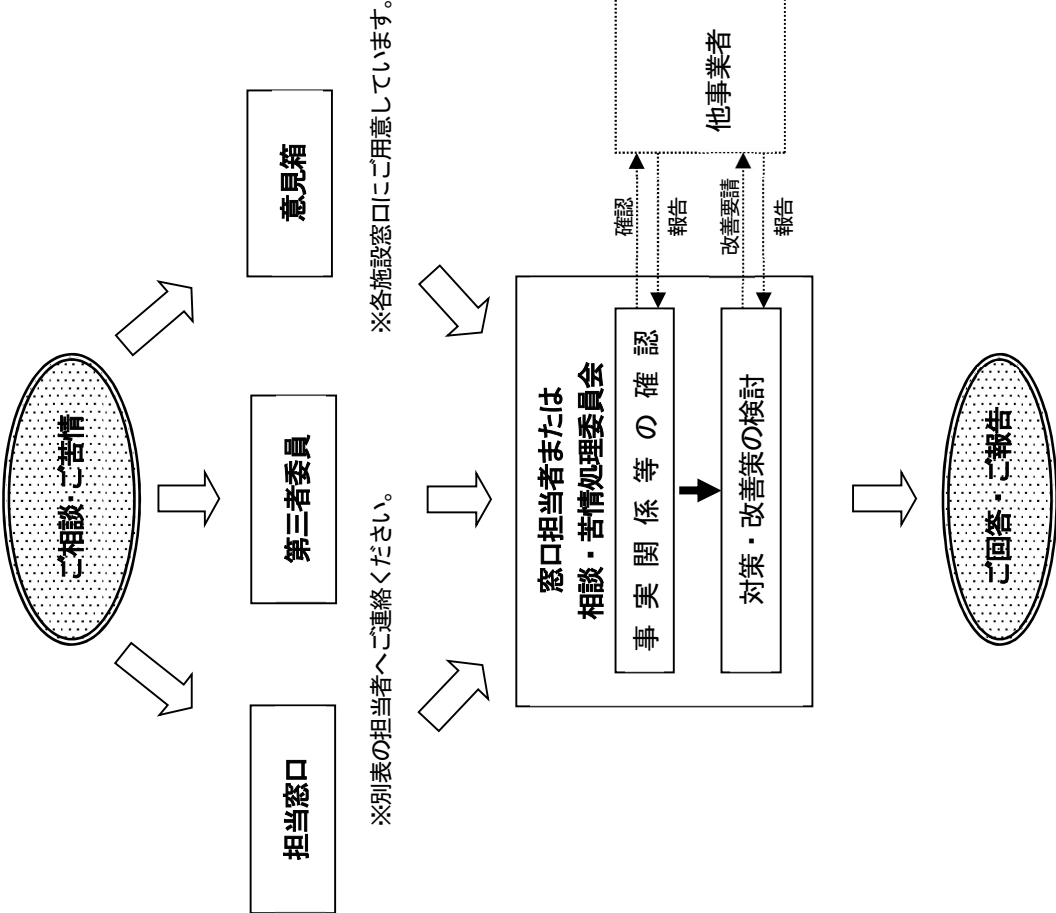 ご相談・ご苦情
担当窓口
第三者委員
意見箱
※別表の担当者へご連絡ください。
※各施設窓口にご用意しています。
窓口担当者または
相談・苦情処理委員会
事実関係等の確認
対策・改善策の検討
確認
報告
改善要請
報告
他事業者
ご回答・ご報告